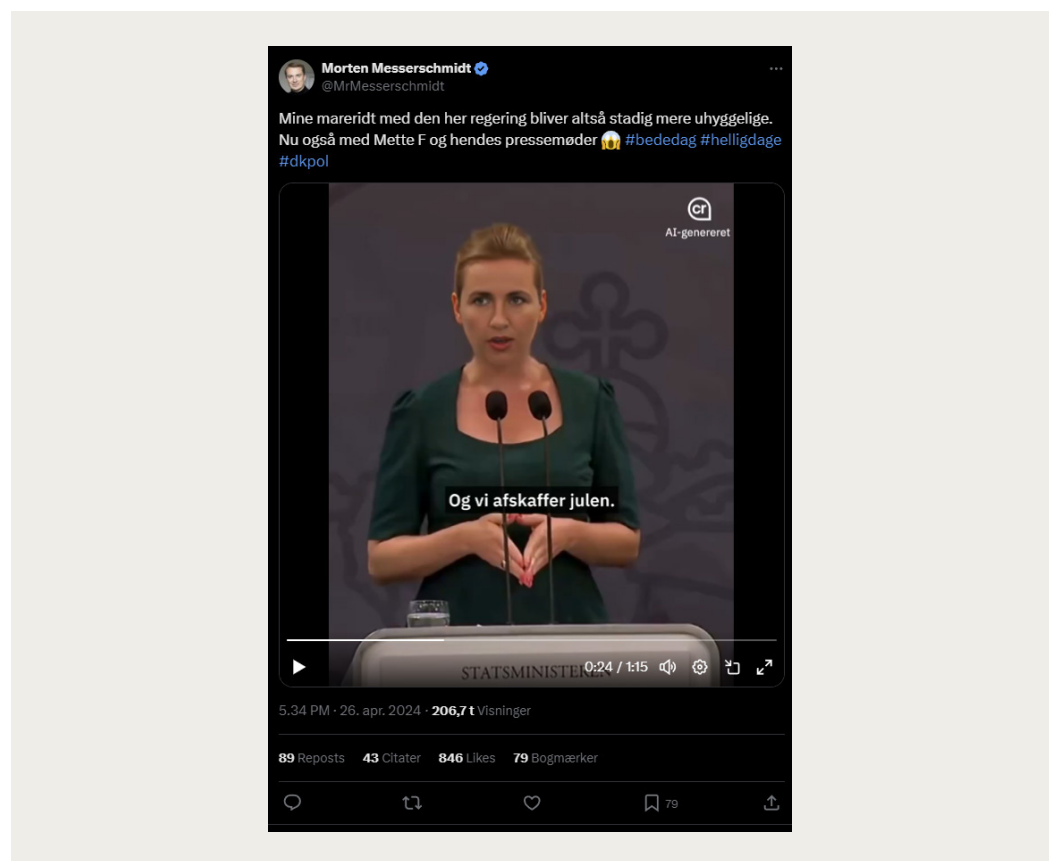 Morten Messerschmidt
@MrMesserschmidt
Mine mareridt med den her regering bliver altså stadig mere uhyggelige.
Nu også med Mette F og hendes pressemøder 😱 #bededag #helligdage
#dkpol
cr
AI-genereret
Og vi afskaffer julen.
STATSMINISTEREN
0:24 / 1:15
5.34 PM · 26. apr. 2024 · 206,7 t Visninger
89 Reposts 43 Citater 846 Likes 79 Bogmærker
79